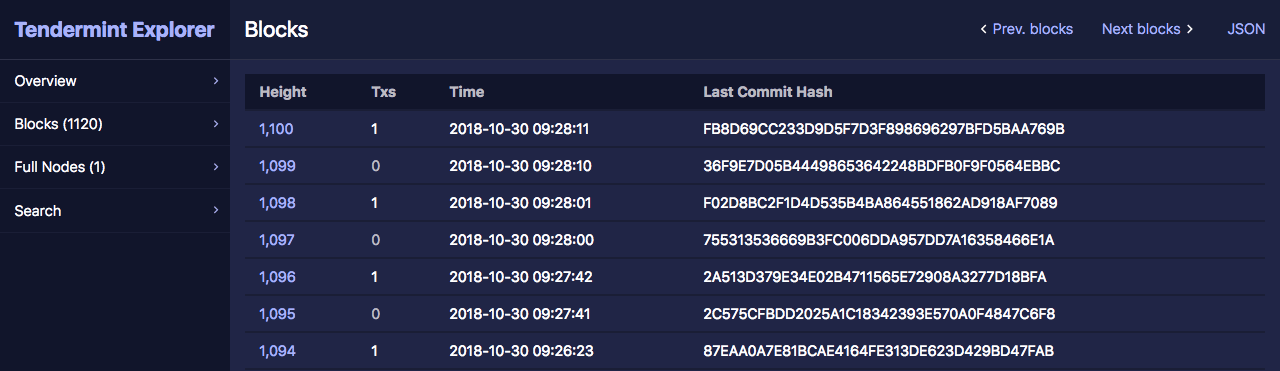 Tendermint Explorer
Overview
Blocks (1120)
Full Nodes (1)
Search
Blocks
Prev. blocks Next blocks JSON
Height Txs Time Last Commit Hash
1,100 1 2018-10-30 09:28:11 FB8D69CC233D9D5F7D3F898696297BFD5BAA769B
1,099 0 2018-10-30 09:28:10 36F9E7D05B44498653642248BDFB0F9F0564EBBC
1,098 1 2018-10-30 09:28:01 F02D8BC2F1D4D535B4BA864551862AD918AF7089
1,097 0 2018-10-30 09:28:00 755313536669B3FC006DDA957DD7A16358466E1A
1,096 1 2018-10-30 09:27:42 2A513D379E34E02B4711565E72908A3277D18BFA
1,095 0 2018-10-30 09:27:41 2C575CFBDD2025A1C18342393E570A0F4847C6F8
1,094 1 2018-10-30 09:26:23 87EAA0A7E81BCAE4164FE313DE623D429BD47FAB